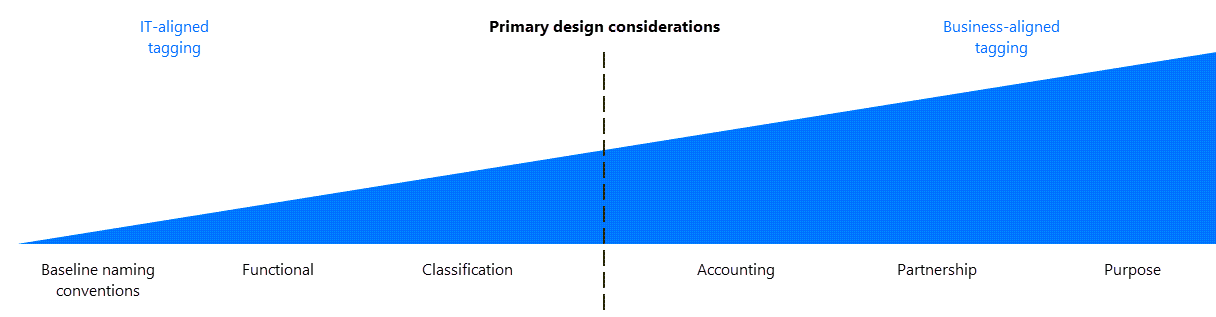 IT-aligned
tagging
Primary design considerations
Business-aligned
tagging
Baseline naming
conventions
Functional
Classification
Accounting
Partnership
Purpose